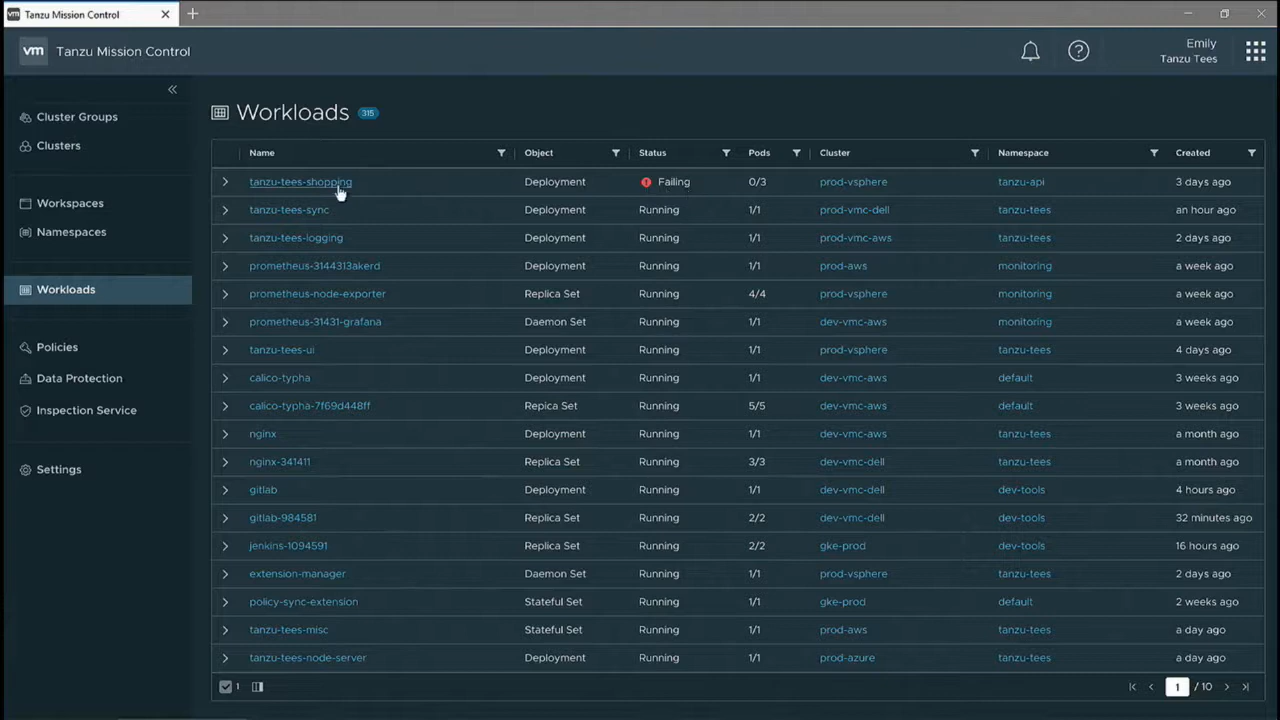 vm Tanzu Mission Control
vm Tanzu Mission Control
Emily
Tanzu Tees
Cluster Groups
Clusters
Workspaces
Namespaces
Workloads
Policies
Data Protection
Inspection Service
Settings
Workloads 315
Name Object Status Pods Cluster Namespace Created
tanzu-tees-shopping Deployment Failing 0/3 prod-vsphere tanzu-api 3 days ago
tanzu-tees-sync Deployment Running 1/1 prod-vmc-dell tanzu-tees an hour ago
tanzu-tees-logging Deployment Running 1/1 prod-vmc-aws tanzu-tees 2 days ago
prometheus-3144313akerd Deployment Running 1/1 prod-aws monitoring a week ago
prometheus-node-exporter Replica Set Running 4/4 prod-vsphere monitoring a week ago
prometheus-31431-grafana Daemon Set Running 1/1 dev-vmc-aws monitoring a week ago
tanzu-tees-ui Deployment Running 1/1 prod-vsphere tanzu-tees 4 days ago
calico-typha Deployment Running 1/1 dev-vmc-aws default 3 weeks ago
calico-typha-7f69d448ff Replica Set Running 5/5 dev-vmc-aws default 3 weeks ago
nginx Deployment Running 1/1 dev-vmc-aws tanzu-tees a month ago
nginx-341411 Replica Set Running 3/3 dev-vmc-dell tanzu-tees a month ago
gitlab Deployment Running 1/1 dev-vmc-dell dev-tools 4 hours ago
gitlab-984581 Replica Set Running 2/2 dev-vmc-dell dev-tools 32 minutes ago
jenkins-1094591 Replica Set Running 2/2 gke-prod dev-tools 16 hours ago
extension-manager Daemon Set Running 1/1 prod-vsphere tanzu-tees 2 days ago
policy-sync-extension Stateful Set Running 1/1 gke-prod default 2 weeks ago
tanzu-tees-misc Stateful Set Running 1/1 prod-aws tanzu-tees a day ago
tanzu-tees-node-server Deployment Running 1/1 prod-azure tanzu-tees a day ago
1 1 / 10